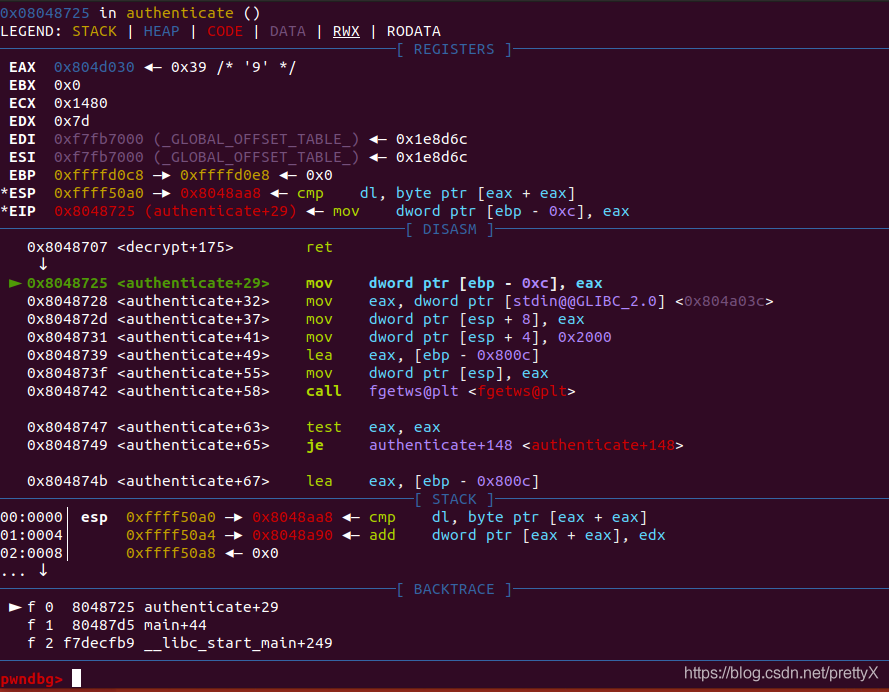 0x08048725 in authenticate ()
LEGEND: STACK | HEAP | CODE | DATA | RWX | RODATA
[ REGISTERS ]
EAX  0x804d030 ◂— 0x39 /* '9' */
EBX  0x0
ECX  0x1480
EDX  0x7d
EDI  0xf7fb7000 (_GLOBAL_OFFSET_TABLE_) ◂— 0x1e8d6c
ESI  0xf7fb7000 (_GLOBAL_OFFSET_TABLE_) ◂— 0x1e8d6c
EBP  0xffffd0c8 —▸ 0xffffd0e8 ◂— 0x0
*ESP  0xffff50a0 —▸ 0x8048aa8 ◂— cmp    dl, byte ptr [eax + eax]
*EIP  0x8048725 (authenticate+29) ◂— mov    dword ptr [ebp - 0xc], eax
[ DISASM ]
0x8048707 <decrypt+175>        ret
↓
► 0x8048725 <authenticate+29>    mov    dword ptr [ebp - 0xc], eax
0x8048728 <authenticate+32>    mov    eax, dword ptr [stdin@@GLIBC_2.0] <0x804a03c>
0x804872d <authenticate+37>    mov    dword ptr [esp + 8], eax
0x8048731 <authenticate+41>    mov    dword ptr [esp + 4], 0x2000
0x8048739 <authenticate+49>    lea    eax, [ebp - 0x800c]
0x804873f <authenticate+55>    mov    dword ptr [esp], eax
0x8048742 <authenticate+58>    call   fgetws@plt <fgetws@plt>
0x8048747 <authenticate+63>    test   eax, eax
0x8048749 <authenticate+65>    je     authenticate+148 <authenticate+148>
0x804874b <authenticate+67>    lea    eax, [ebp - 0x800c]
[ STACK ]
00:0000│ esp  0xffff50a0 —▸ 0x8048aa8 ◂— cmp    dl, byte ptr [eax + eax]
01:0004│      0xffff50a4 —▸ 0x8048a90 ◂— add    dword ptr [eax + eax], edx
02:0008│      0xffff50a8 ◂— 0x0
... ↓
[ BACKTRACE ]
► f 0  8048725 authenticate+29
f 1  80487d5 main+44
f 2 f7decfb9 __libc_start_main+249
pwndbg>
https://blog.csdn.net/prettyX